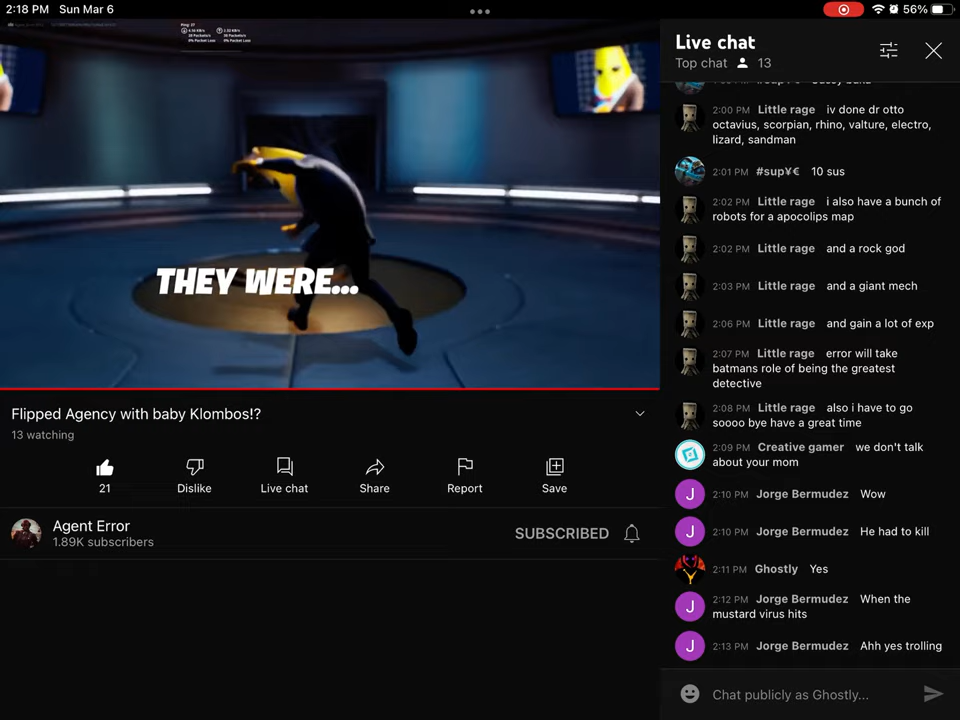 2:18 PM Sun Mar 6
56%
Ping: 27
0% Packet Loss 0% Packet Loss
THEY WERE...
Flipped Agency with baby Klombos!?
13 watching
21 Dislike Live chat Share Report Save
Agent Error
1.89K subscribers
SUBSCRIBED
Live chat
Top chat 13
2:00 PM Little rage iv done dr otto
octavius, scorpian, rhino, valture, electro,
lizard, sandman
2:01 PM #sup¥€ 10 sus
2:02 PM Little rage i also have a bunch of
robots for a apocolips map
2:02 PM Little rage and a rock god
2:03 PM Little rage and a giant mech
2:06 PM Little rage and gain a lot of exp
2:07 PM Little rage error will take
batmans role of being the greatest
detective
2:08 PM Little rage also i have to go
soooo bye have a great time
2:09 PM Creative gamer we don't talk
about your mom
J 2:10 PM Jorge Bermudez Wow
J 2:10 PM Jorge Bermudez He had to kill
2:11 PM Ghostly Yes
J 2:12 PM Jorge Bermudez When the
mustard virus hits
J 2:13 PM Jorge Bermudez Ahh yes trolling
Chat publicly as Ghostly...